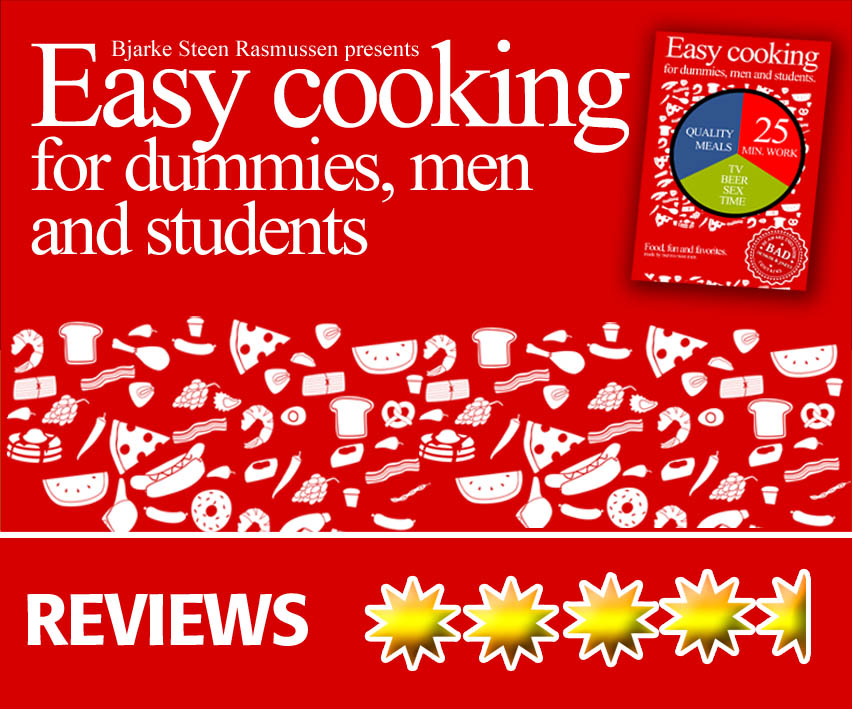 Bjarke Steen Rasmussen presents
Easy cooking
for dummies, men
and students
Easy cooking
for dummies, men and students.
QUALITY
MEALS
25
MIN. WORK
TV
BEER
SEX
TIME
Food, fun and favorites.
BAD
REVIEWS